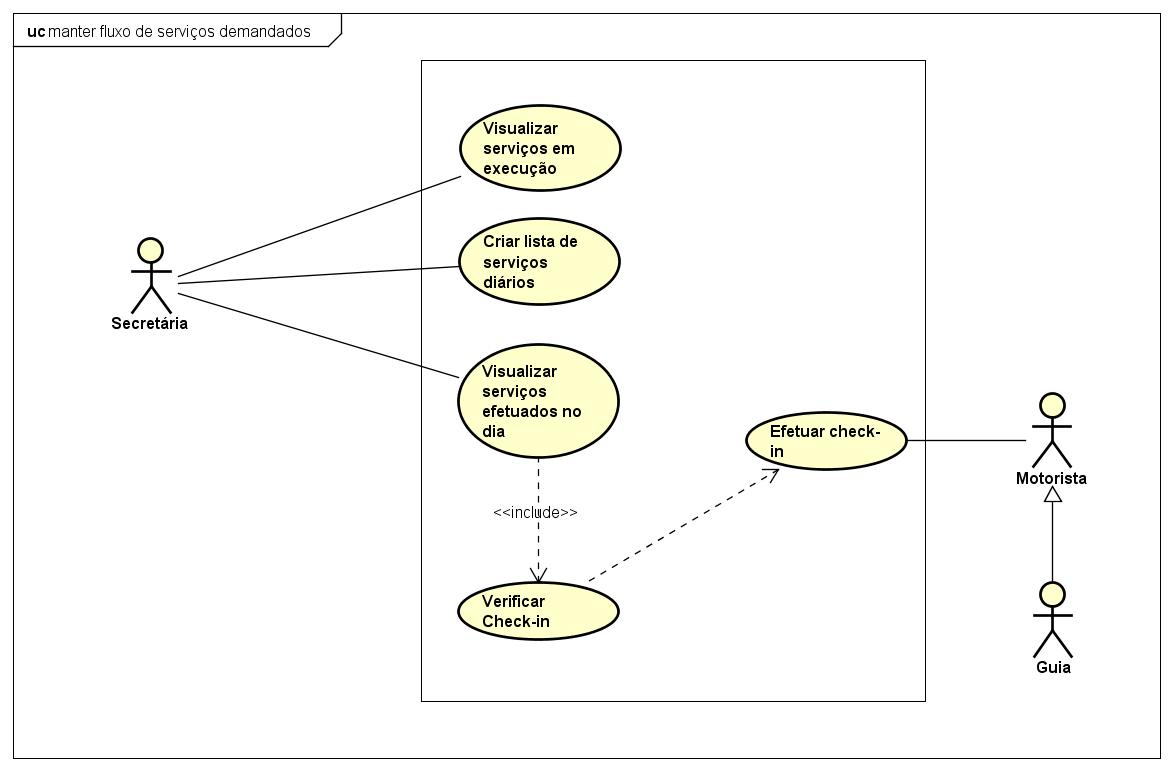 uc manter fluxo de serviços demandados
Visualizar
serviços em
execução
Criar lista de
serviços
diários
Secretária
Visualizar
serviços
efetuados no
dia
Efetuar check-
in
Motorista
<<include>>
Verificar
Check-in
Guia